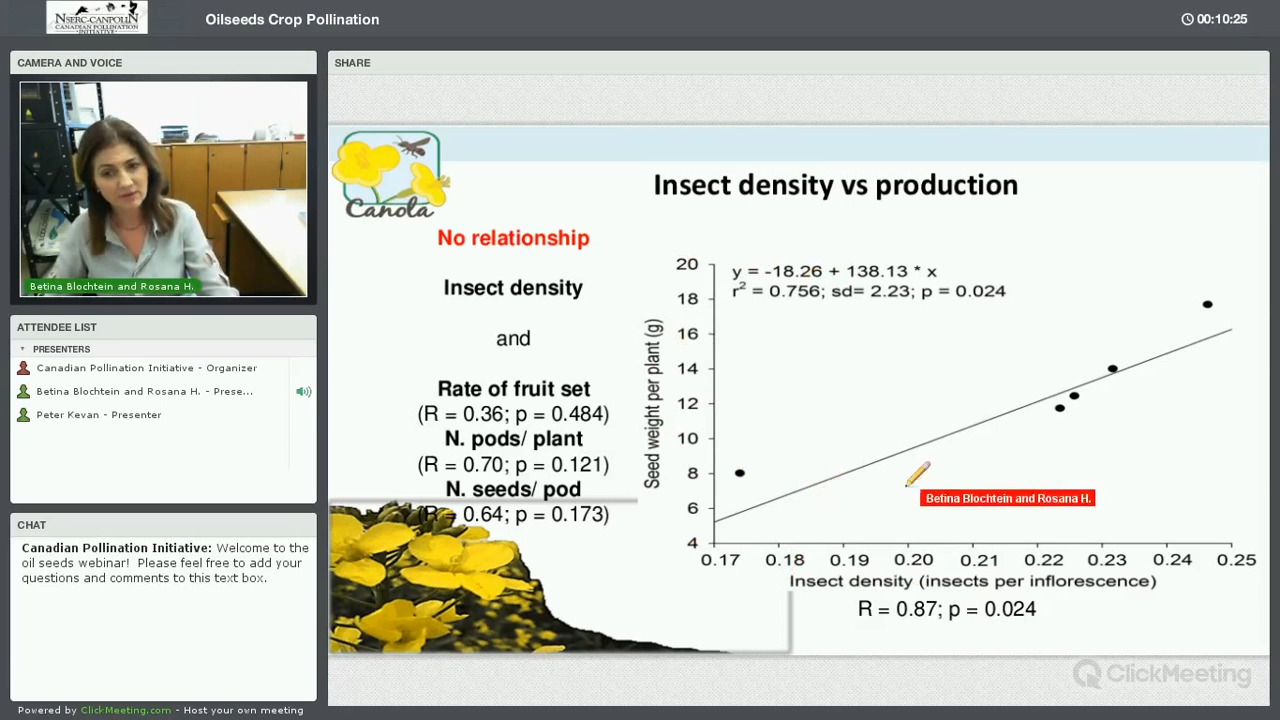 NSERC-CANPOLIN
CANADIAN POLLINATION
INITIATIVE
Oilseeds Crop Pollination
00:10:25
CAMERA AND VOICE
SHARE
Betina Blochtein and Rosana H.
ATTENDEE LIST
PRESENTERS
Canadian Pollination Initiative - Organizer
Betina Blochtein and Rosana H. - Prese...
Peter Kevan - Presenter
CHAT
Canadian Pollination Initiative: Welcome to the
oil seeds webinar! Please feel free to add your
questions and comments to this text box.
Powered by ClickMeeting.com - Host your own meeting
Canola
Insect density vs production
No relationship
Insect density
and
Rate of fruit set
(R = 0.36; p = 0.484)
N. pods/ plant
(R = 0.70; p = 0.121)
N. seeds/ pod
(R = 0.64; p = 0.173)
y = -18.26 + 138.13 * x
r² = 0.756; sd= 2.23; p = 0.024
Seed weight per plant (g)
20
18
16
14
12
10
8
6
4
0.17 0.18 0.19 0.20 0.21 0.22 0.23 0.24 0.25
Insect density (insects per inflorescence)
R = 0.87; p = 0.024
Betina Blochtein and Rosana H.
ClickMeeting